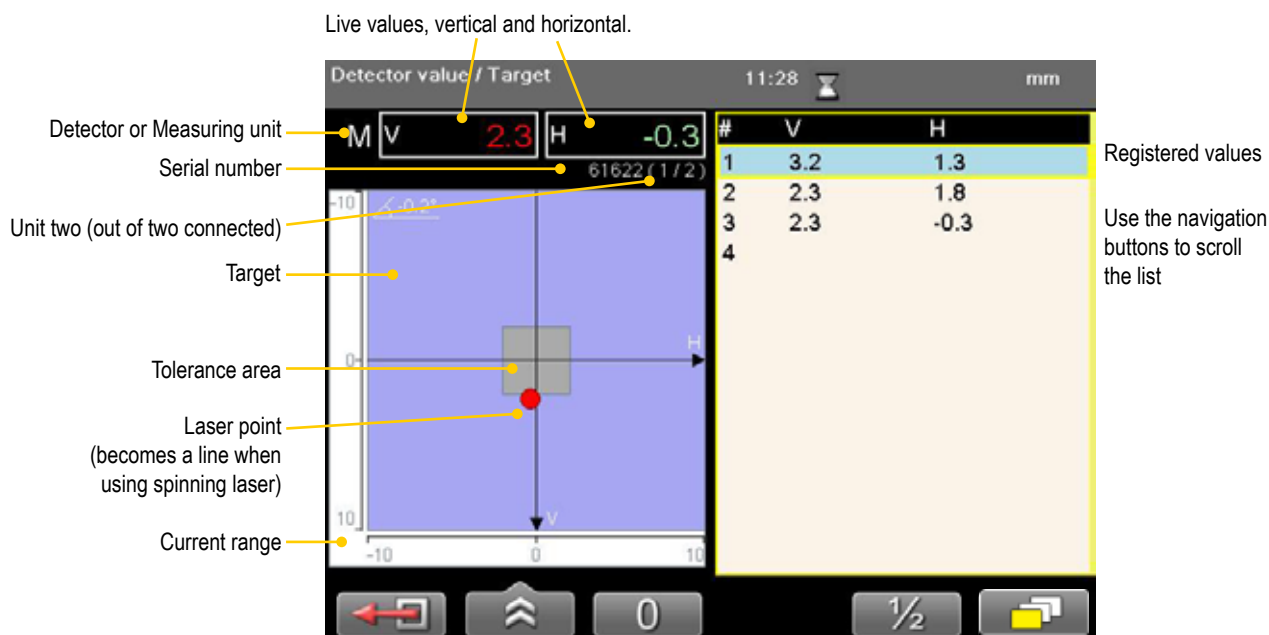 Live values, vertical and horizontal.
Detector value / Target 11:28 mm
Detector or Measuring unit
M V 2.3 H -0.3
# V H
Serial number
61622 (1/2)
1 3.2 1.3
Registered values
-10
-0.2°
2 2.3 1.8
Unit two (out of two connected)
3 2.3 -0.3
Use the navigation
buttons to scroll
the list
4
Target
H
0
Tolerance area
Laser point
(becomes a line when
using spinning laser)
10
V
Current range
-10 0 10
0
½